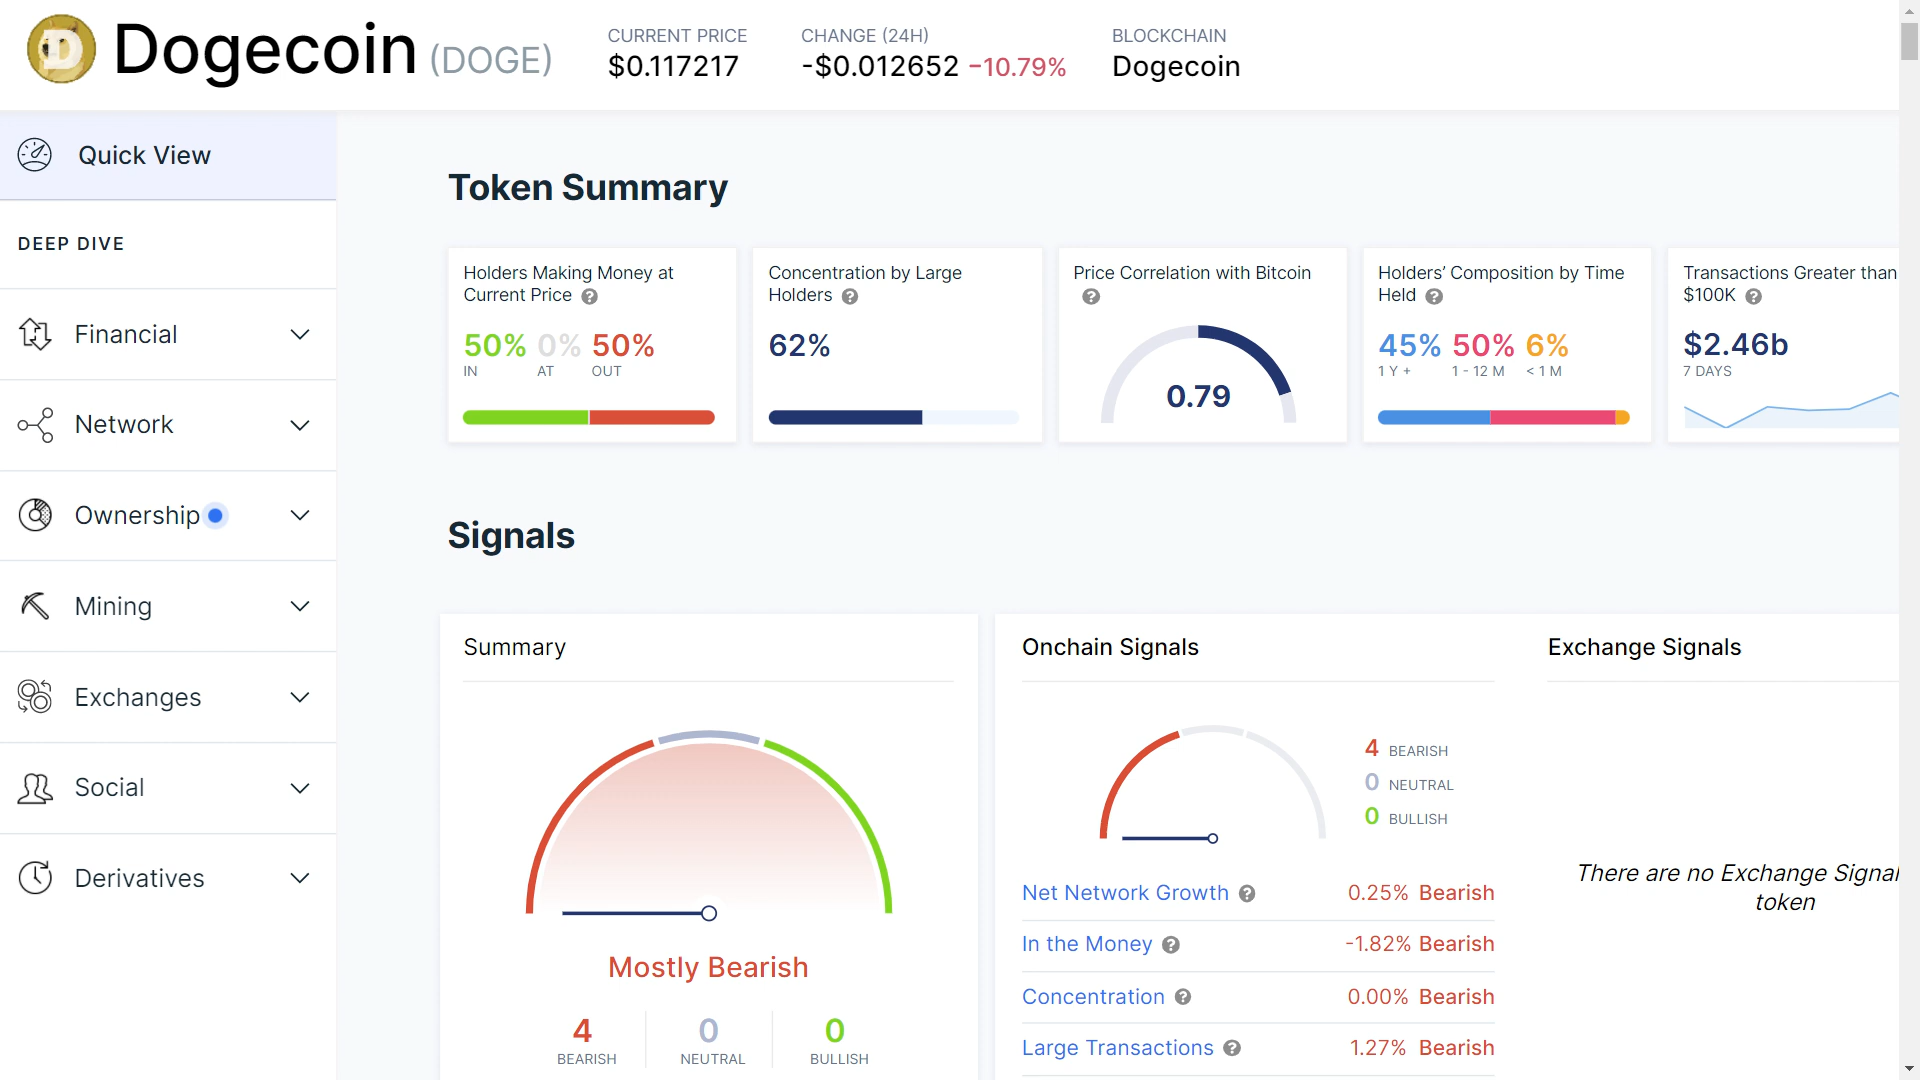 Dogecoin (DOGE)
CURRENT PRICE
$0.117217
CHANGE (24H)
-$0.012652 −10.79%
BLOCKCHAIN
Dogecoin
Quick View
DEEP DIVE
Financial
Network
Ownership
Mining
Exchanges
Social
Derivatives
Token Summary
Holders Making Money at
Current Price ?
50% 0% 50%
IN AT OUT
Concentration by Large
Holders ?
62%
Price Correlation with Bitcoin
?
0.79
Holders’ Composition by Time
Held ?
45% 50% 6%
1 Y + 1 - 12 M < 1 M
Transactions Greater than
$100K ?
$2.46b
7 DAYS
Signals
Summary
Mostly Bearish
4 0 0
BEARISH NEUTRAL BULLISH
Onchain Signals
4 BEARISH
0 NEUTRAL
0 BULLISH
Net Network Growth ? 0.25% Bearish
In the Money ? -1.82% Bearish
Concentration ? 0.00% Bearish
Large Transactions ? 1.27% Bearish
Exchange Signals
There are no Exchange Signal
token